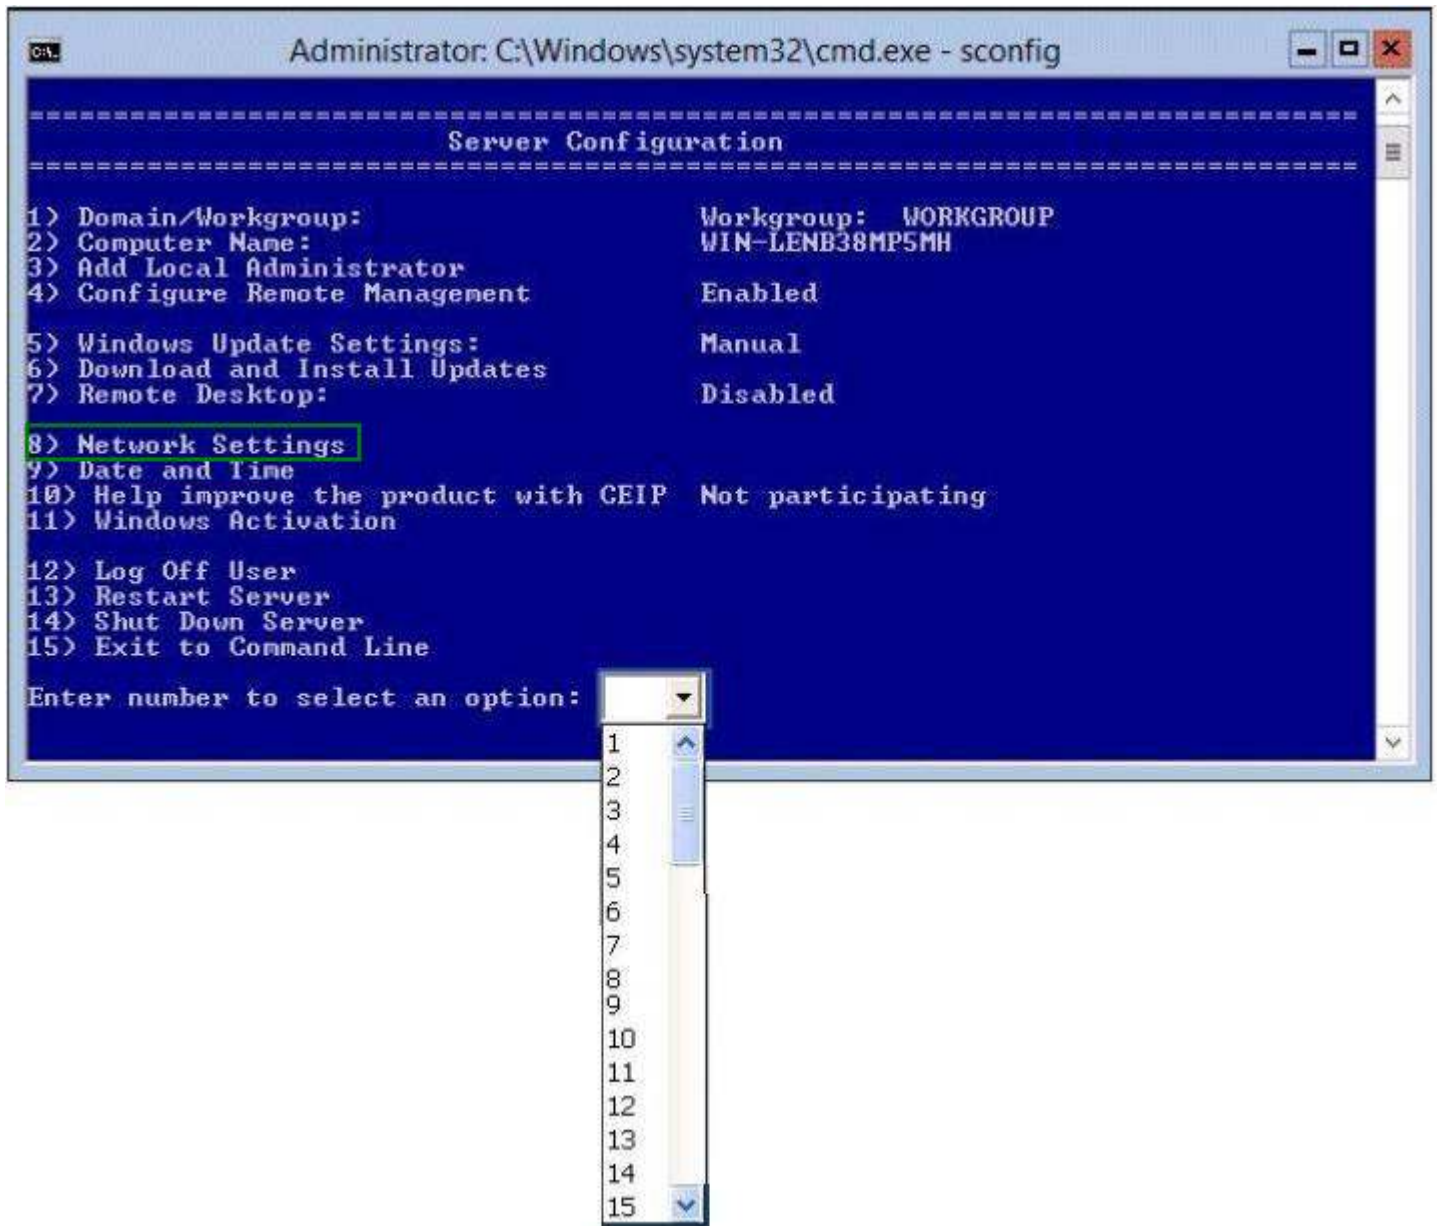 Administrator: C:\Windows\system32\cmd.exe - sconfig
===============================================================================
Server Configuration
===============================================================================
1) Domain/Workgroup: Workgroup: WORKGROUP
2) Computer Name: WIN-LENB38MP5MH
3) Add Local Administrator
4) Configure Remote Management Enabled
5) Windows Update Settings: Manual
6) Download and Install Updates
7) Remote Desktop: Disabled
8) Network Settings
9) Date and Time
10) Help improve the product with CEIP Not participating
11) Windows Activation
12) Log Off User
13) Restart Server
14) Shut Down Server
15) Exit to Command Line
Enter number to select an option:
1
2
3
4
5
6
7
8
9
10
11
12
13
14
15